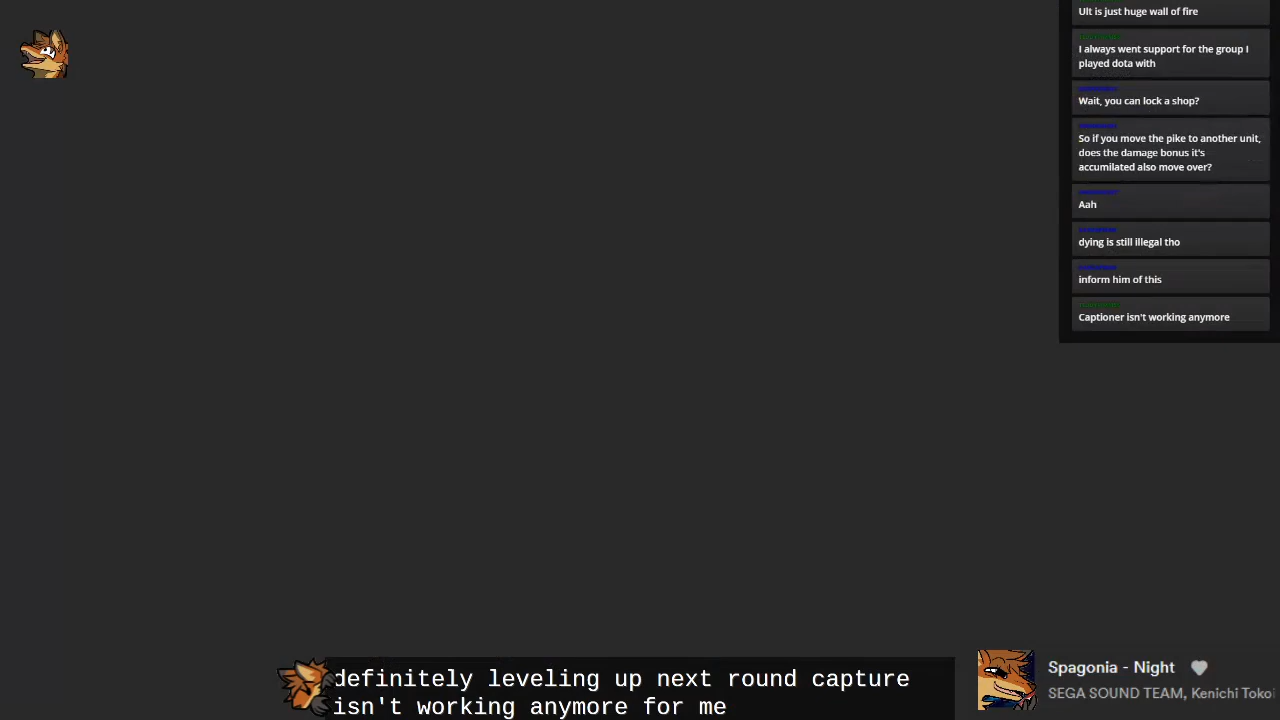 Ult is just huge wall of fire
I always went support for the group I
played dota with
Wait, you can lock a shop?
So if you move the pike to another unit,
does the damage bonus it's
accumilated also move over?
Aah
dying is still illegal tho
inform him of this
Captioner isn't working anymore
definitely leveling up next round capture
isn't working anymore for me
Spagonia - Night
SEGA SOUND TEAM, Kenichi Tokoi